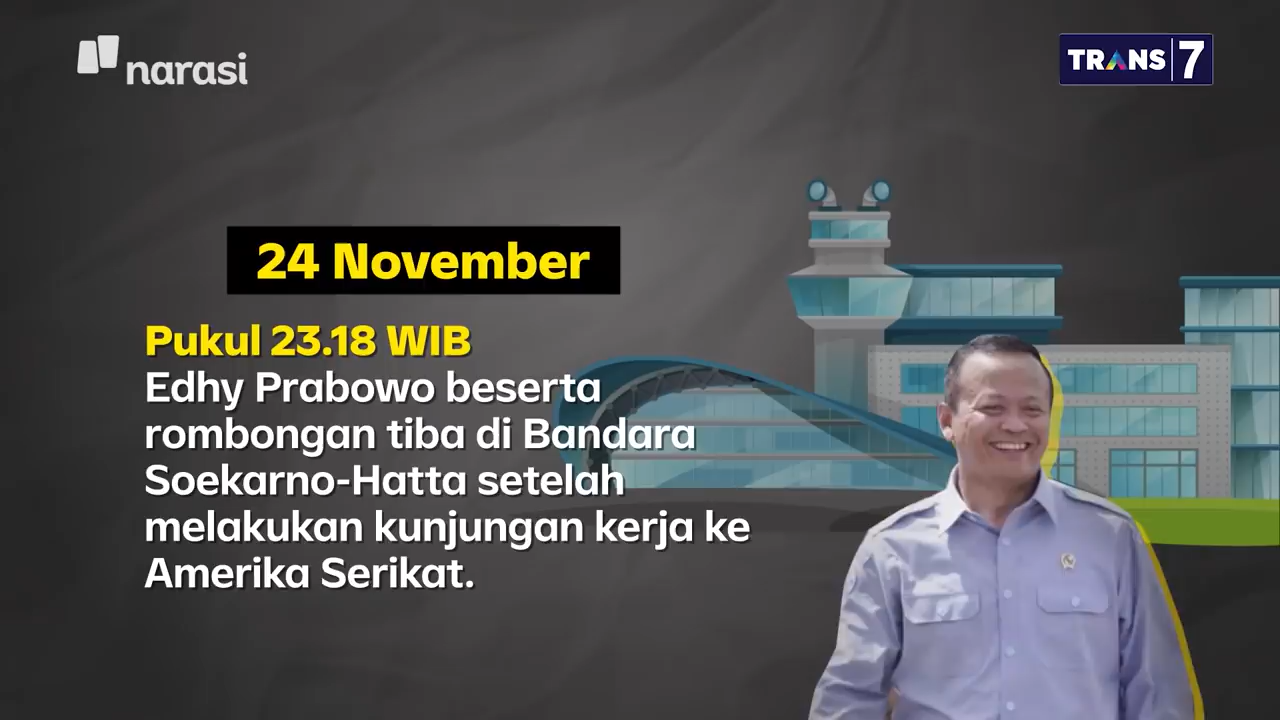 narasi
TRANS 7
24 November
Pukul 23.18 WIB
Edhy Prabowo beserta
rombongan tiba di Bandara
Soekarno-Hatta setelah
melakukan kunjungan kerja ke
Amerika Serikat.